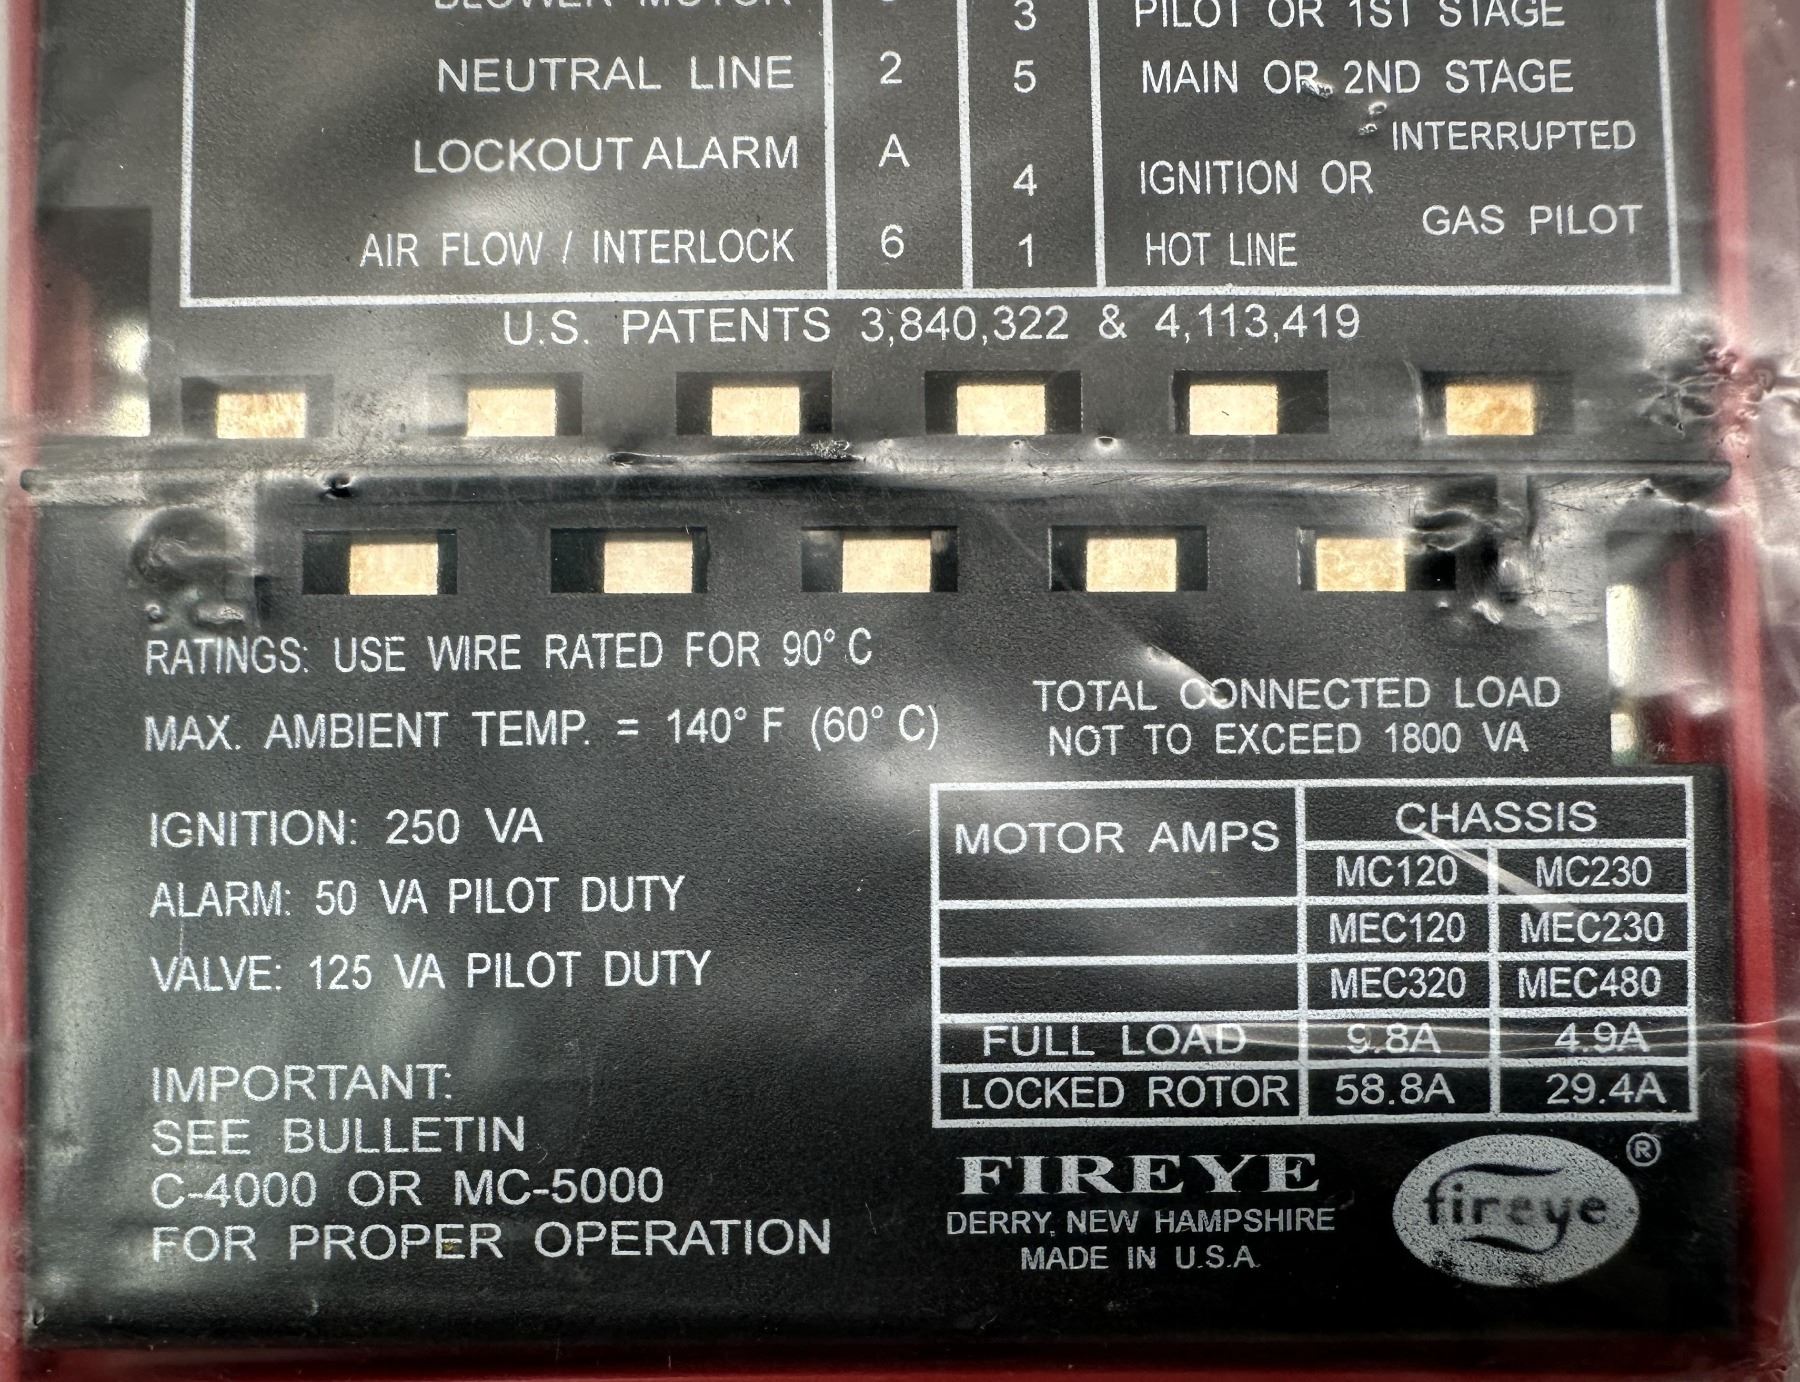 BLOWER MOTOR
3 PILOT OR 1ST STAGE
NEUTRAL LINE 2
5 MAIN OR 2ND STAGE
INTERRUPTED
LOCKOUT ALARM A
4 IGNITION OR
GAS PILOT
AIR FLOW / INTERLOCK 6
1 HOT LINE
U.S. PATENTS 3,840,322 & 4,113,419
RATINGS: USE WIRE RATED FOR 90° C
MAX. AMBIENT TEMP. = 140° F (60° C)
TOTAL CONNECTED LOAD
NOT TO EXCEED 1800 VA
IGNITION: 250 VA
ALARM: 50 VA PILOT DUTY
VALVE: 125 VA PILOT DUTY
MOTOR AMPS CHASSIS
MC120 MC230
MEC120 MEC230
MEC320 MEC480
FULL LOAD 9.8A 4.9A
LOCKED ROTOR 58.8A 29.4A
IMPORTANT:
SEE BULLETIN
C-4000 OR MC-5000
FOR PROPER OPERATION
FIREYE
DERRY, NEW HAMPSHIRE
MADE IN U.S.A.
fireye ®